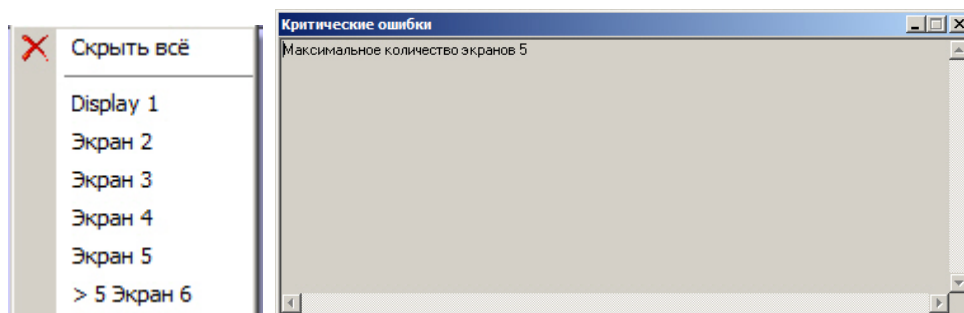 Скрыть всё
Display 1
Экран 2
Экран 3
Экран 4
Экран 5
> 5 Экран 6
Критические ошибки
Максимальное количество экранов 5